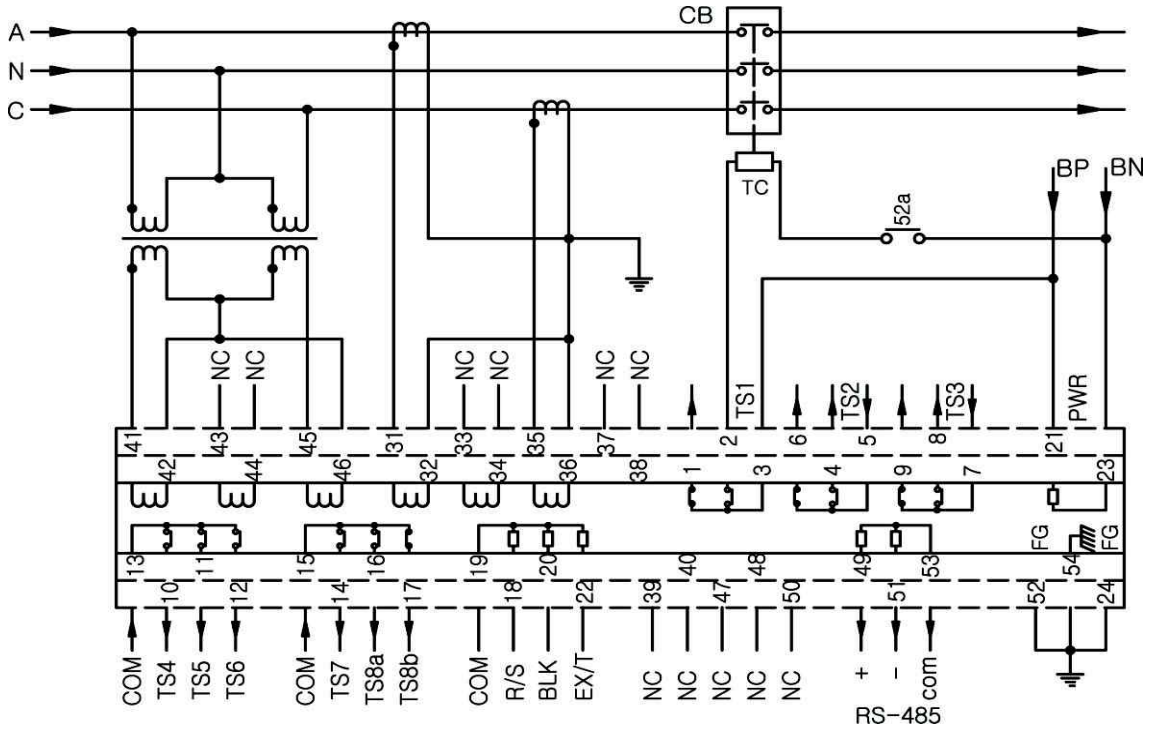 A
CB
N
C
BP
BN
TC
52a
NC
NC
NC
NC
NC
NC
TS1
TS2
TS3
PWR
41
43
45
31
33
35
37
2
6
5
8
21
42
44
46
32
34
36
38
1
3
4
9
7
23
FG
FG
13
11
15
16
19
20
40
48
49
53
54
10
12
14
17
18
22
39
47
50
51
52
24
COM
TS4
TS5
TS6
COM
TS7
TS8a
TS8b
COM
R/S
BLK
EX/T
NC
NC
NC
NC
NC
+
-
com
RS-485